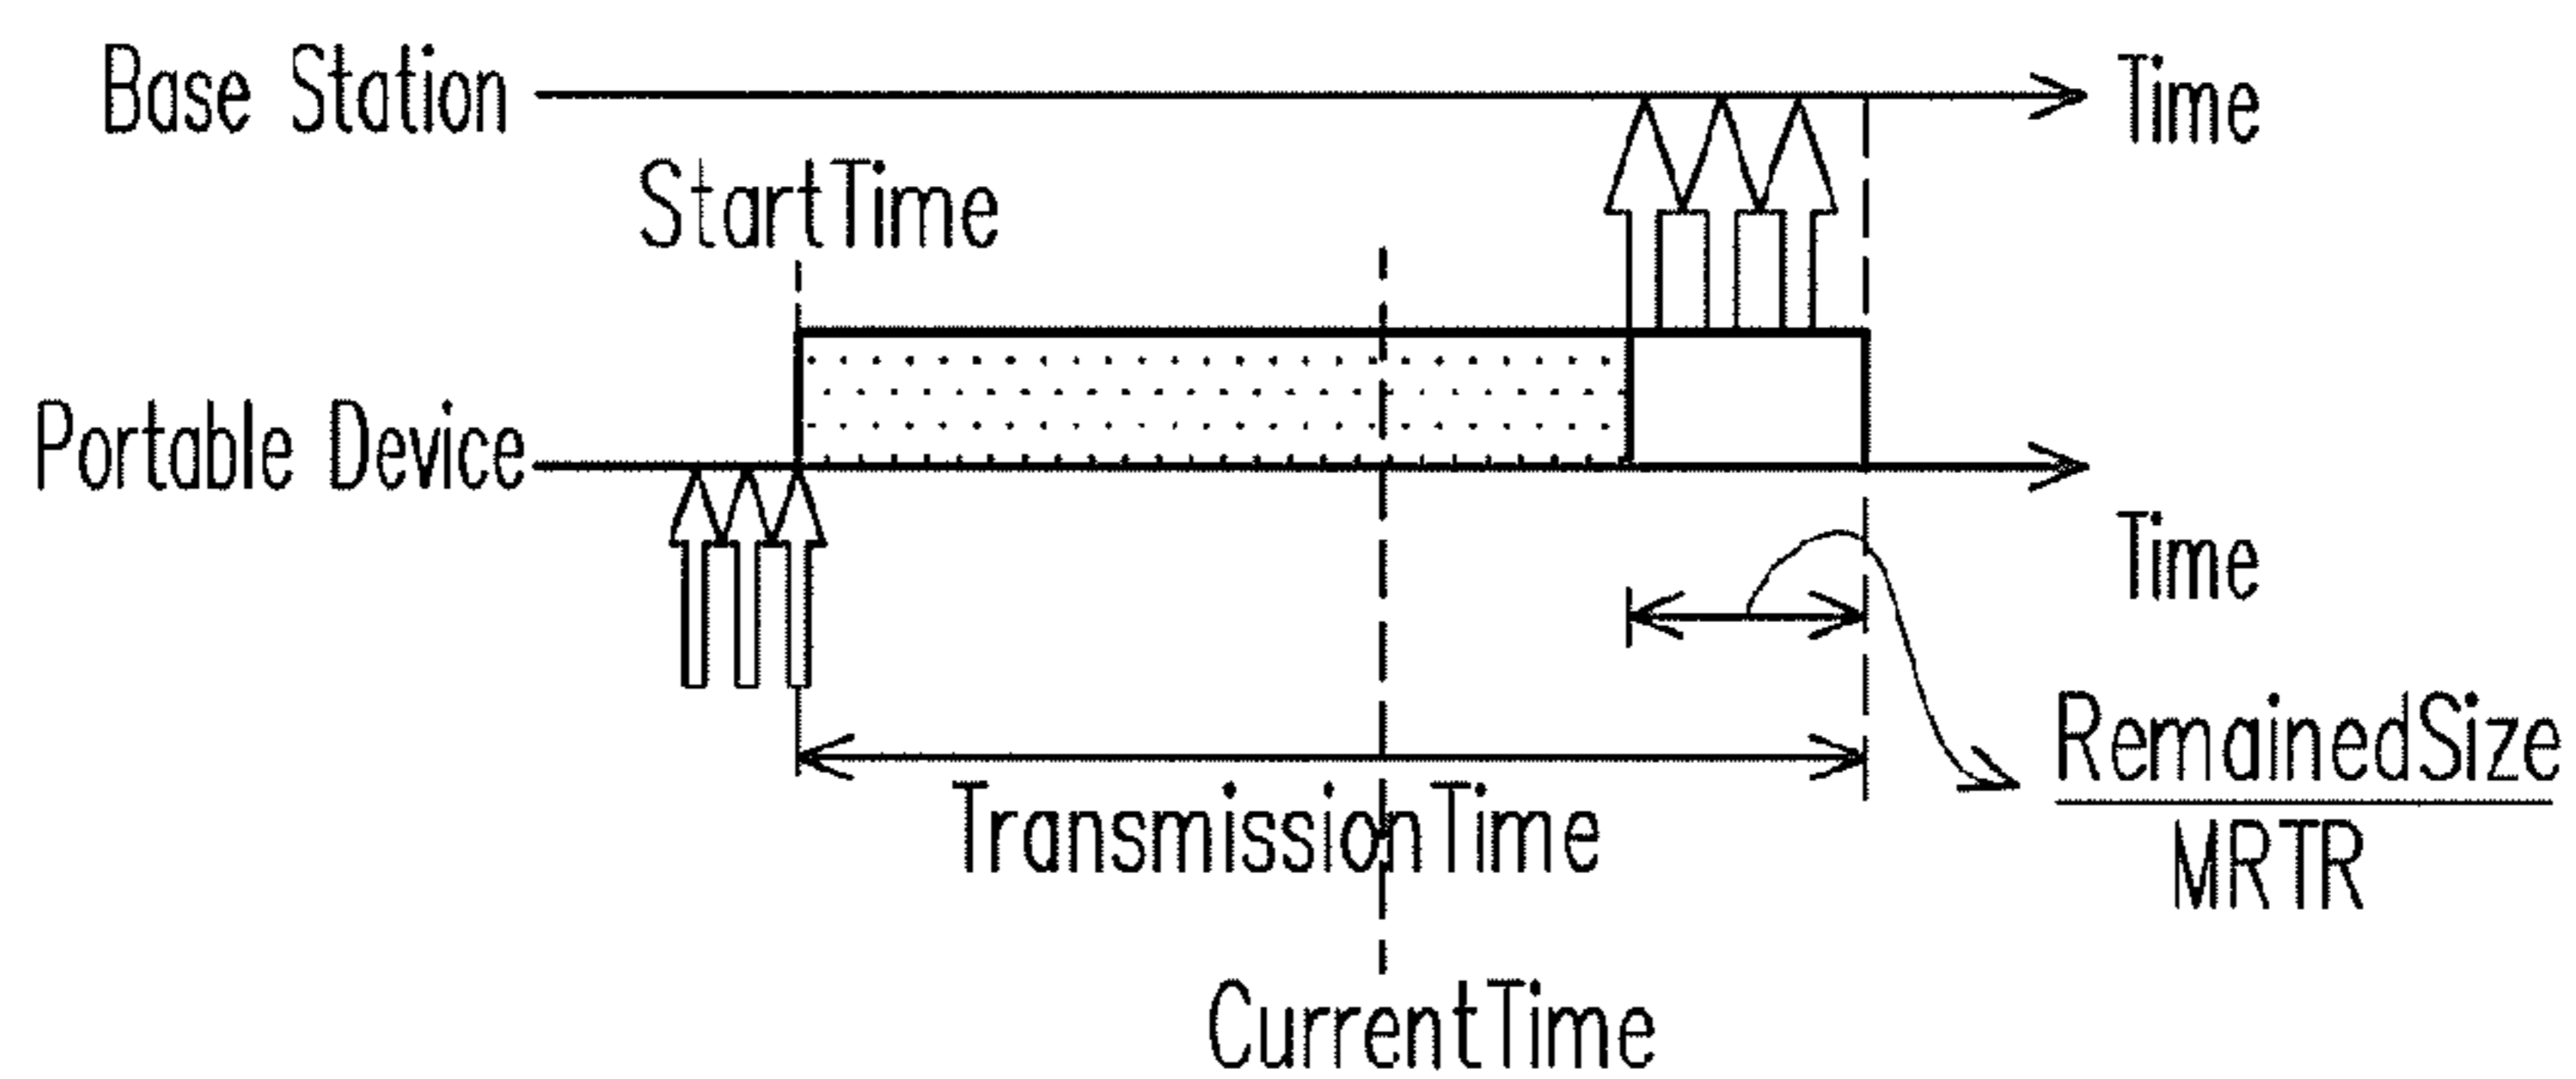 Base Station
Time
StartTime
Portable Device
Time
RemainedSize
MRTR
TransmissionTime
CurrentTime